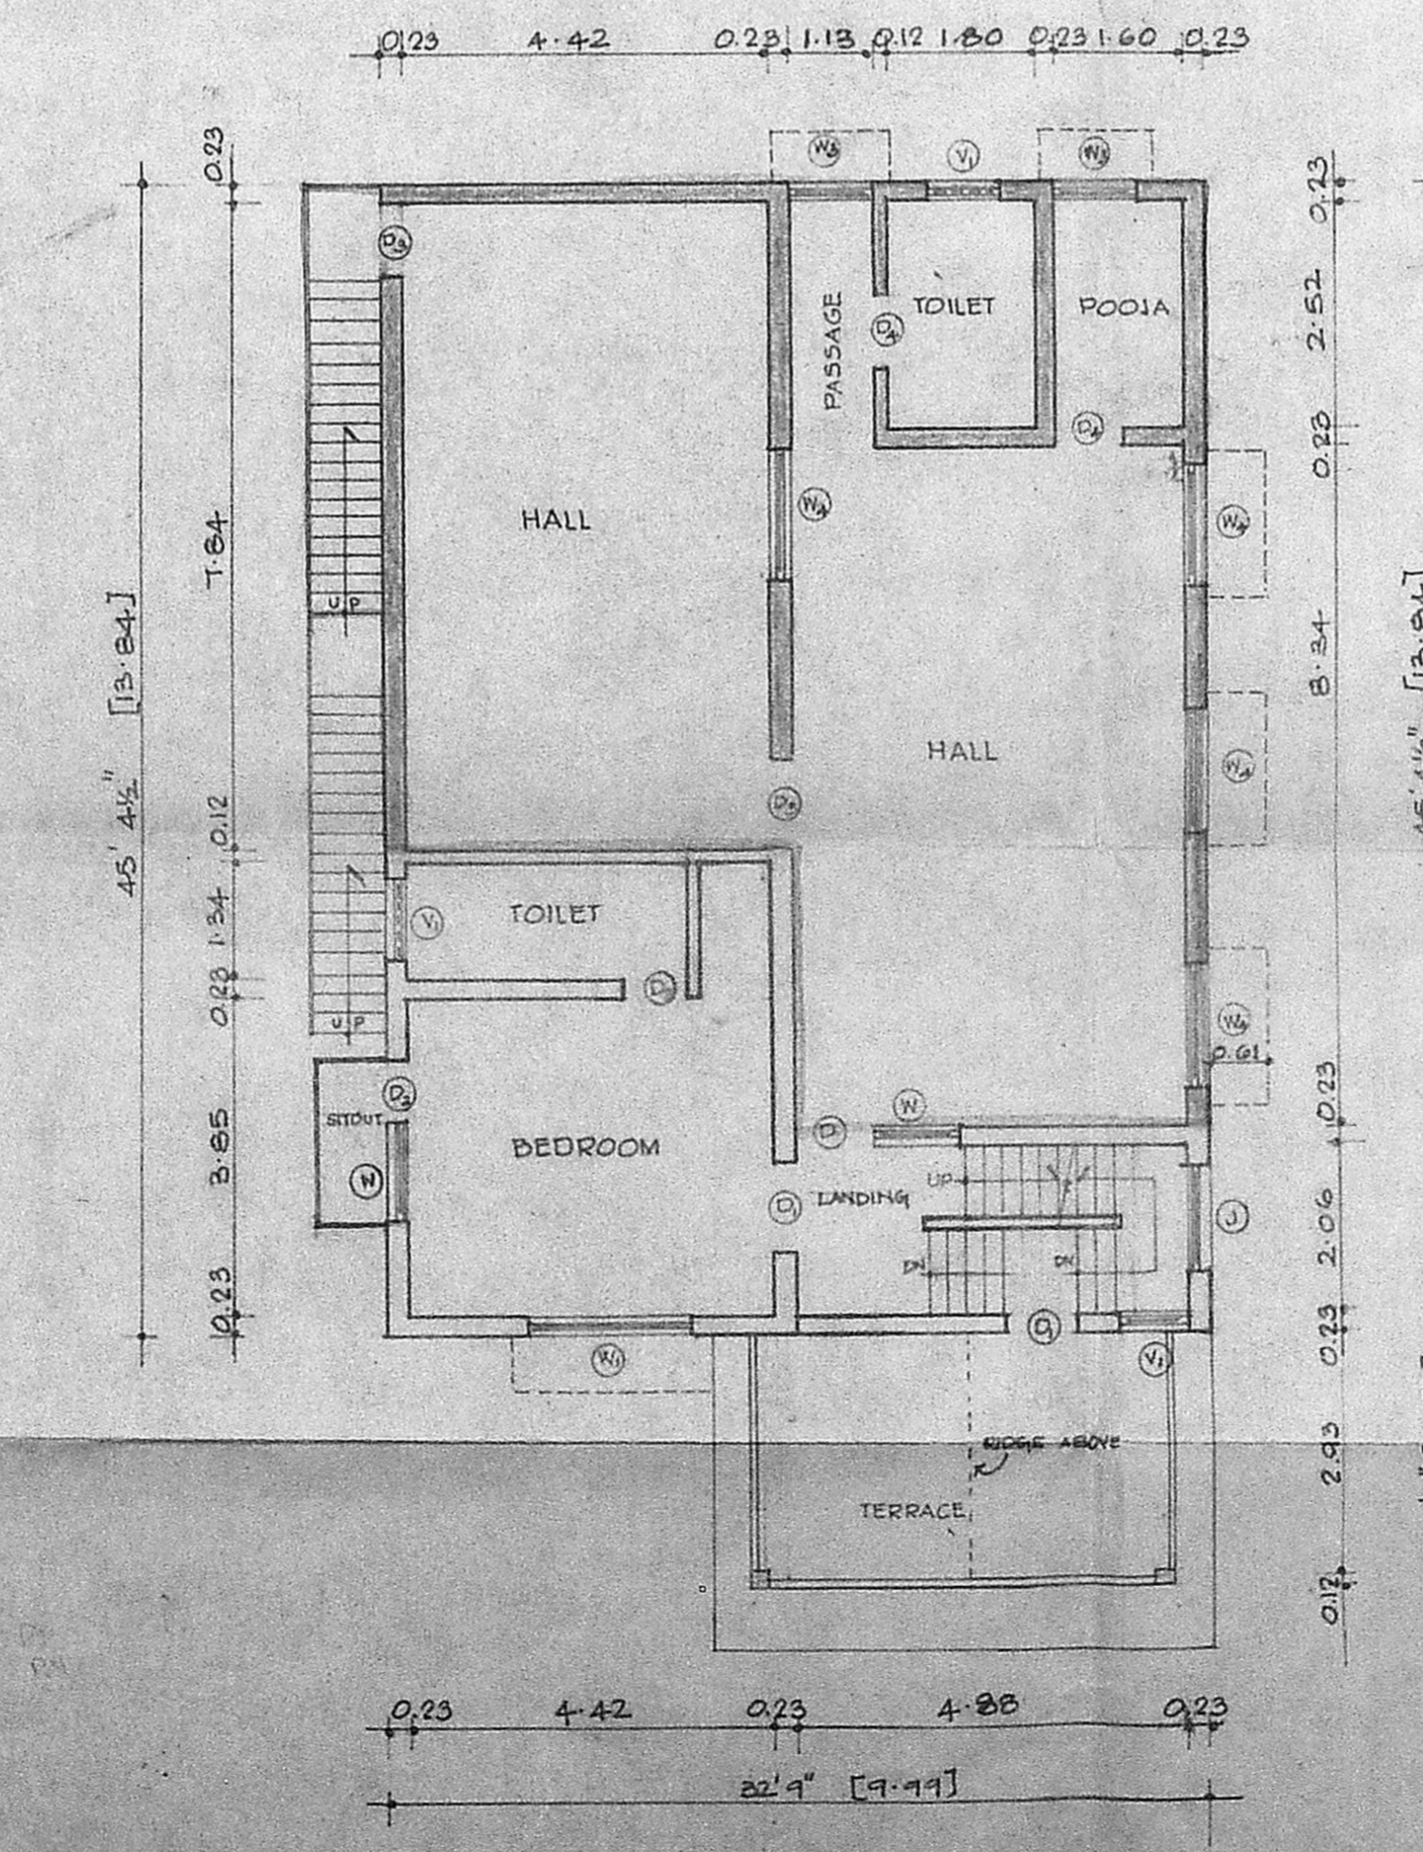 0.23 4.42 0.23 1.13 0.12 1.80 0.23 1.60 0.23
W3 V1 W3
0.23
0.23
D3
PASSAGE
TOILET
POOJA
D4
2.52
D4
0.23
HALL
W4
W4
7.84
UP
45' 4½" [13.84]
8.34
HALL
W4
D2
0.12
TOILET
V1
1.34
0.23
UP
W4
0.61
D2
SITOUT
W
BEDROOM
D
W
0.23
3.85
UP
D1
LANDING
J
2.06
DN
DN
0.23
D1
0.23
W1
V2
RIDGE ABOVE
2.93
TERRACE
0.12
0.23 4.42 0.23 4.88 0.23
32'9" [9.99]